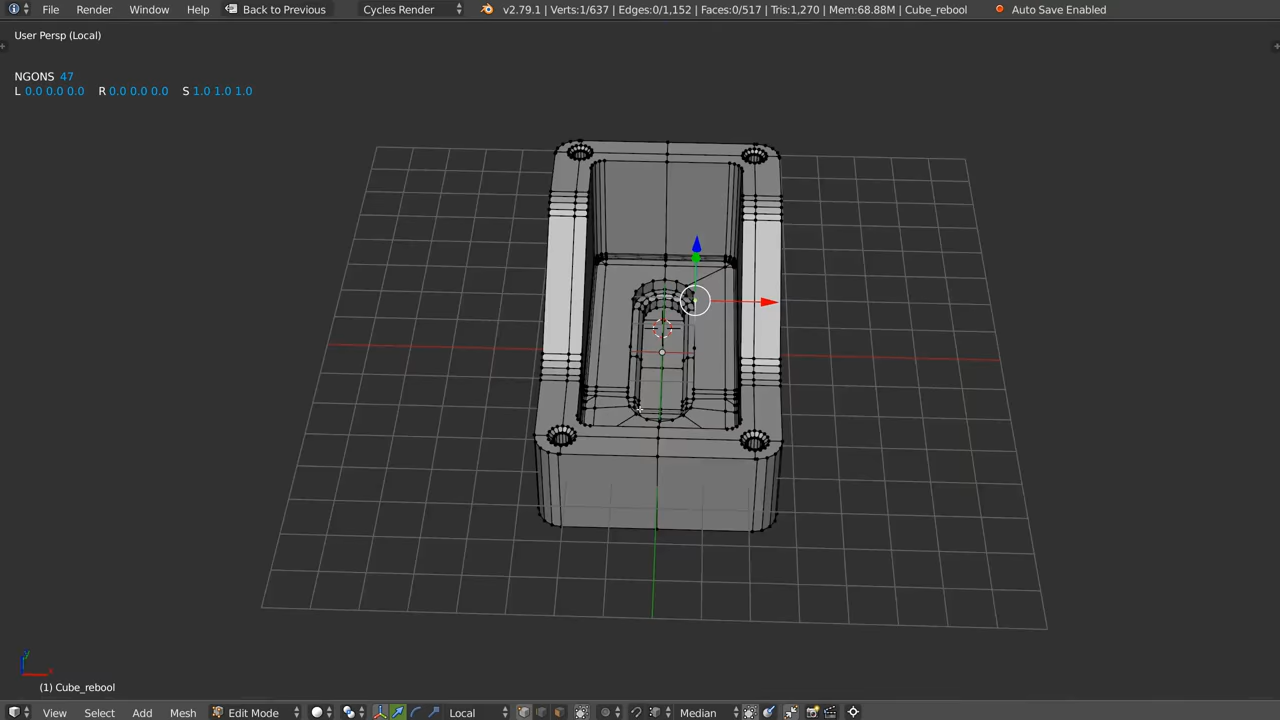 File Render Window Help Back to Previous Cycles Render v2.79.1 | Verts:1/637 | Edges:0/1,152 | Faces:0/517 | Tris:1,270 | Mem:68.88M | Cube_rebool Auto Save Enabled
User Persp (Local)
NGONS 47
L 0.0 0.0 0.0 R 0.0 0.0 0.0 S 1.0 1.0 1.0
(1) Cube_rebool
View Select Add Mesh Edit Mode Local Median